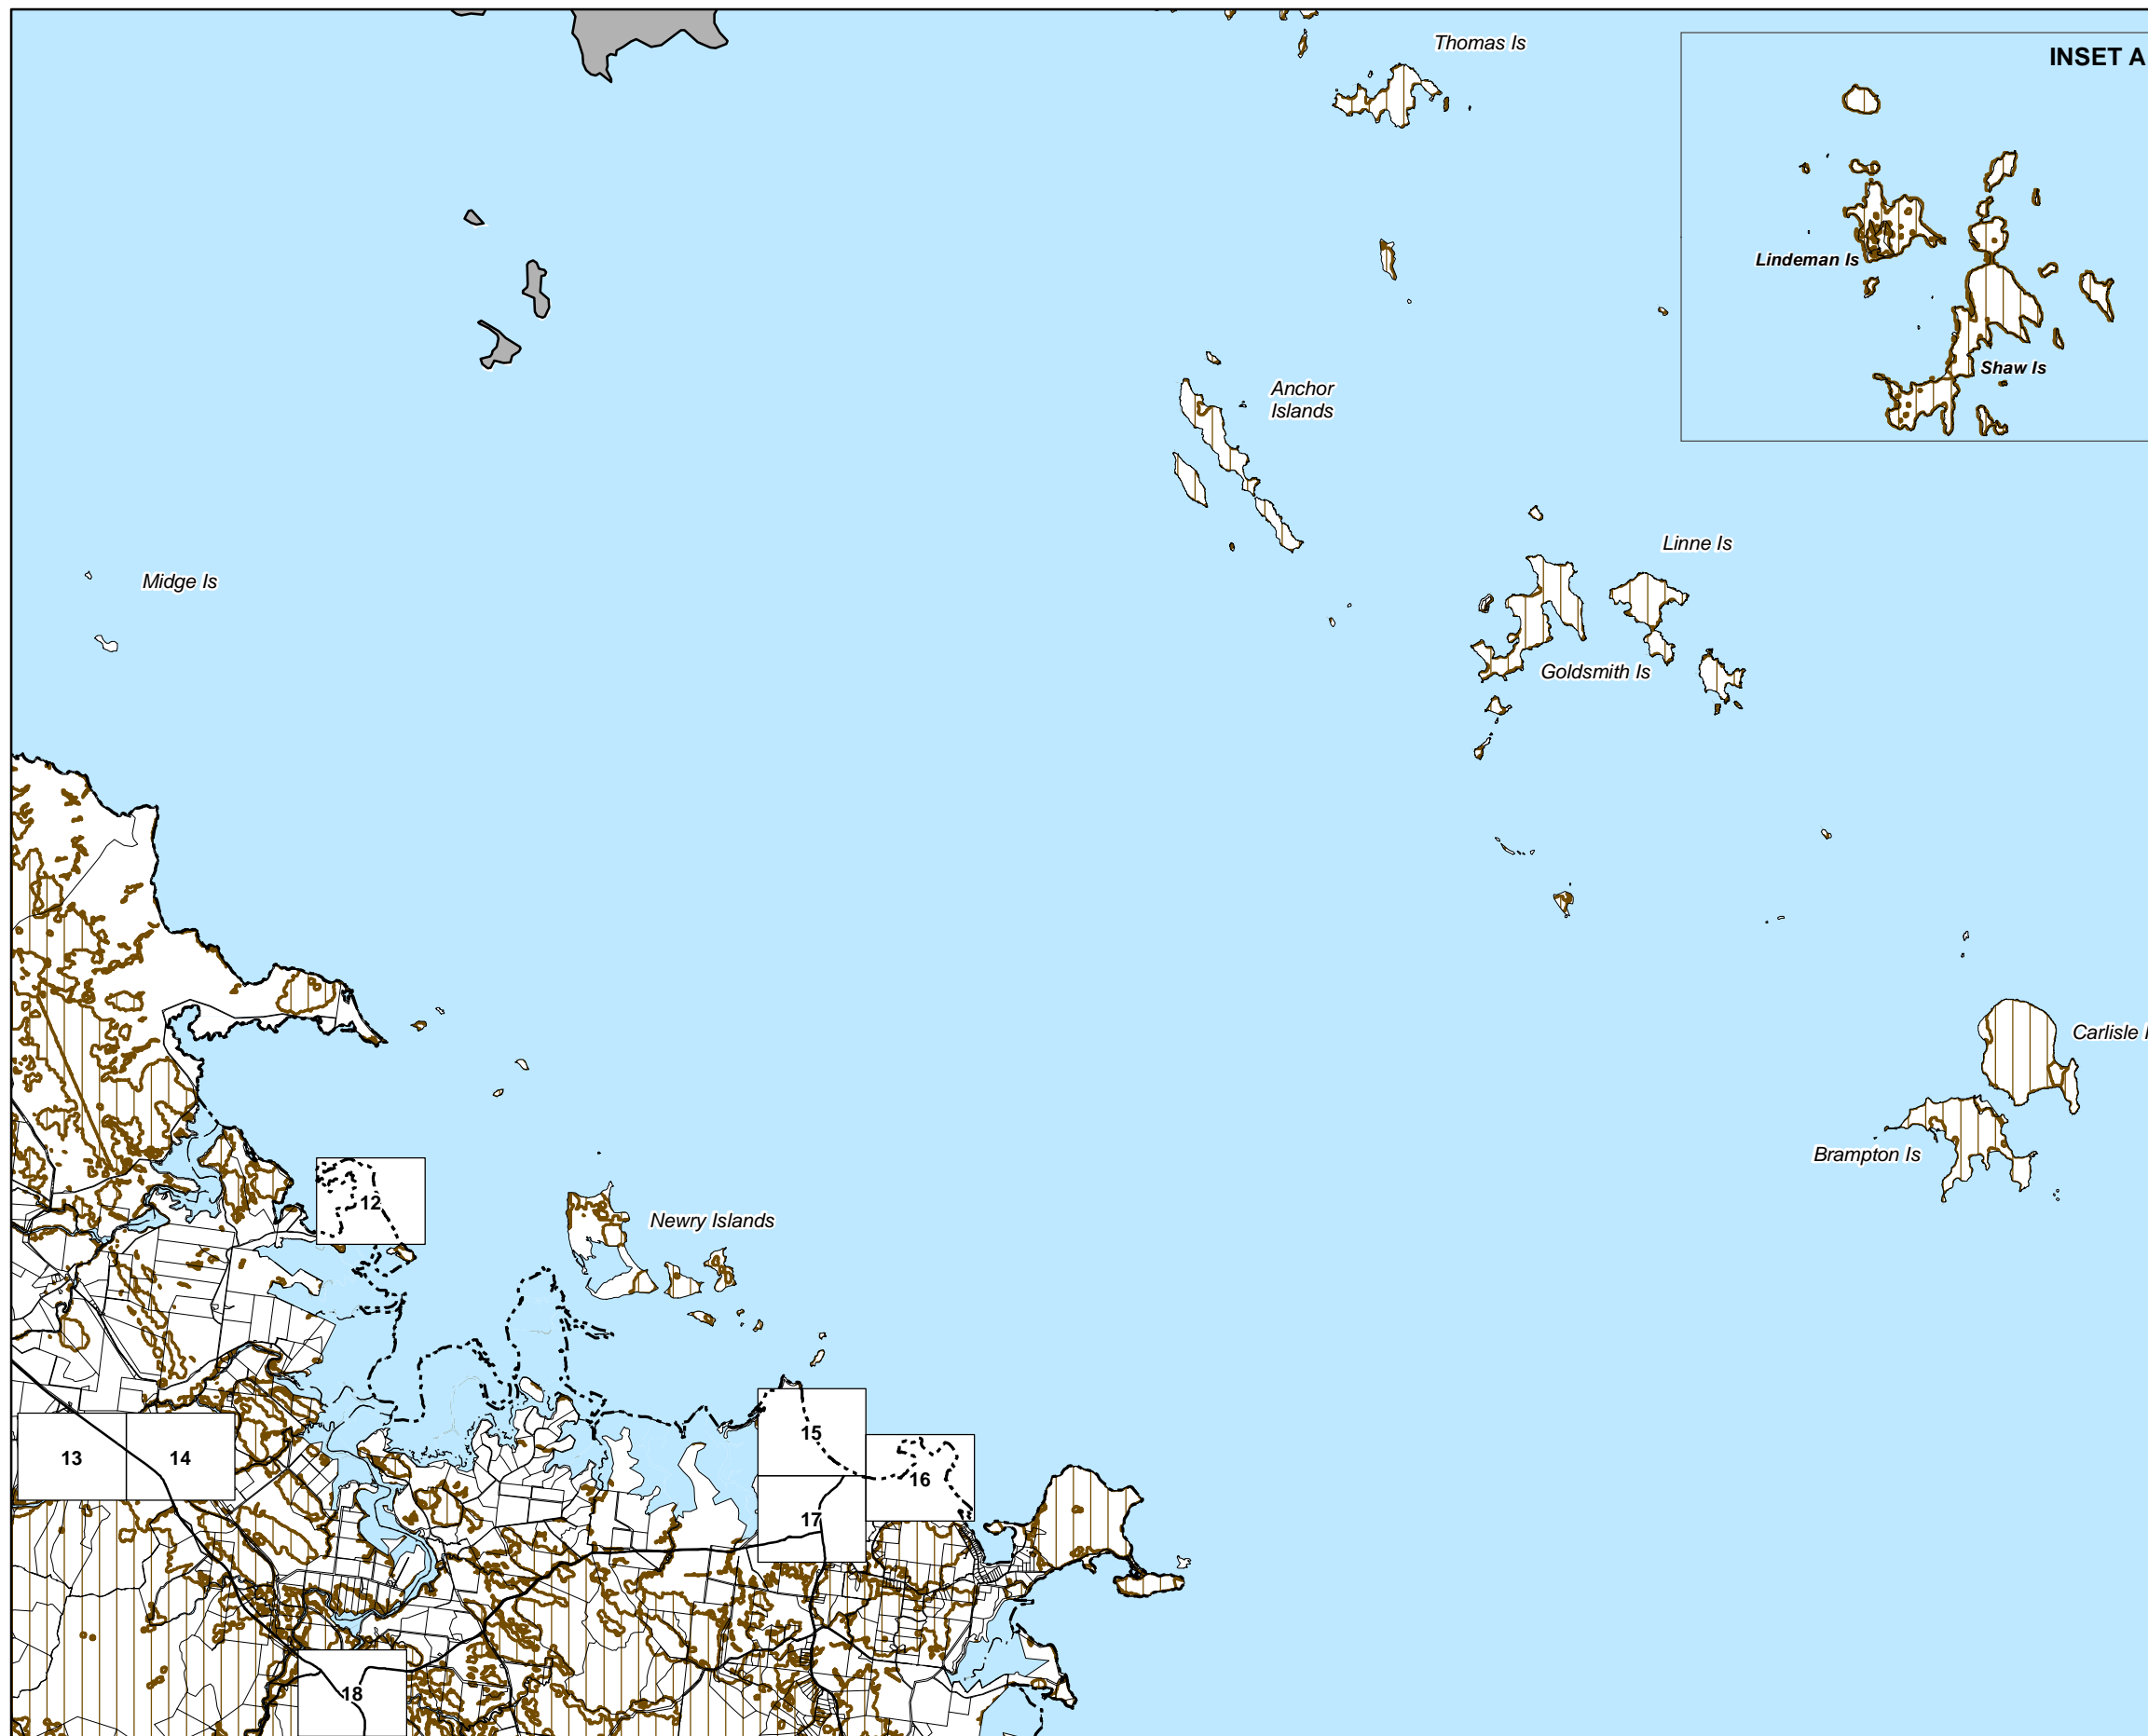 Thomas Is
INSET A
Lindeman Is
Shaw Is
Anchor
Islands
Linne Is
Midge Is
Goldsmith Is
Carlisle
Brampton Is
12
Newry Islands
15
13
14
16
17
18